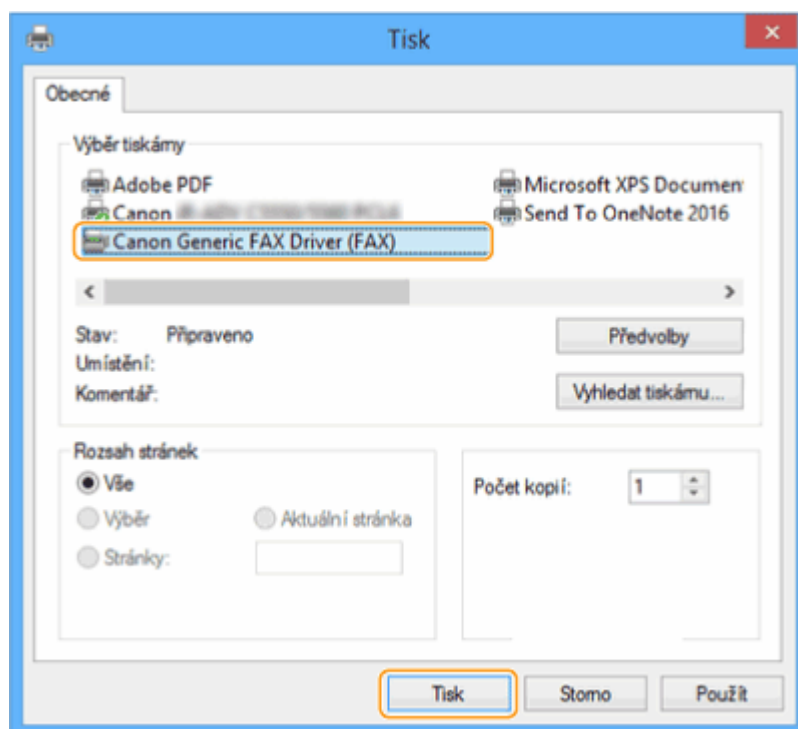 Tisk
Obecné
Výběr tiskárny
Adobe PDF
Microsoft XPS Documen
Canon
Send To OneNote 2016
Canon Generic FAX Driver (FAX)
Stav: Připraveno
Předvolby
Umístění:
Komentář:
Vyhledat tiskárnu...
Rozsah stránek
Vše
Počet kopií: 1
Výběr Aktuální stránka
Stránky:
Tisk Storno Použít